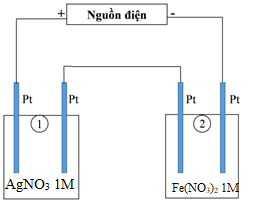 + Nguồn điện -
Pt Pt Pt Pt
1 2
AgNO₃ 1M Fe(NO₃)₂ 1M